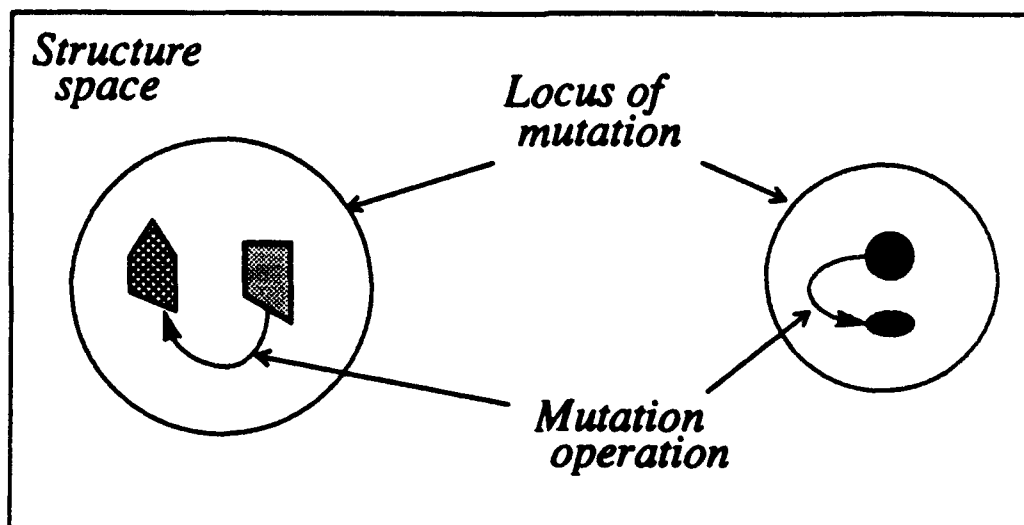 Structure
space
Locus of
mutation
Mutation
operation